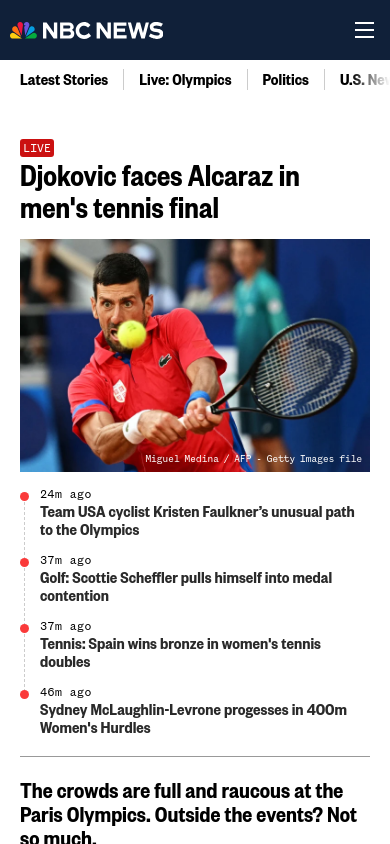 NBC NEWS
Latest Stories
Live: Olympics
Politics
U.S. New
LIVE
Djokovic faces Alcaraz in
men's tennis final
Miguel Medina / AFP - Getty Images file
24m ago
Team USA cyclist Kristen Faulkner’s unusual path
to the Olympics
37m ago
Golf: Scottie Scheffler pulls himself into medal
contention
37m ago
Tennis: Spain wins bronze in women's tennis
doubles
46m ago
Sydney McLaughlin-Levrone progesses in 400m
Women's Hurdles
The crowds are full and raucous at the
Paris Olympics. Outside the events? Not
so much.